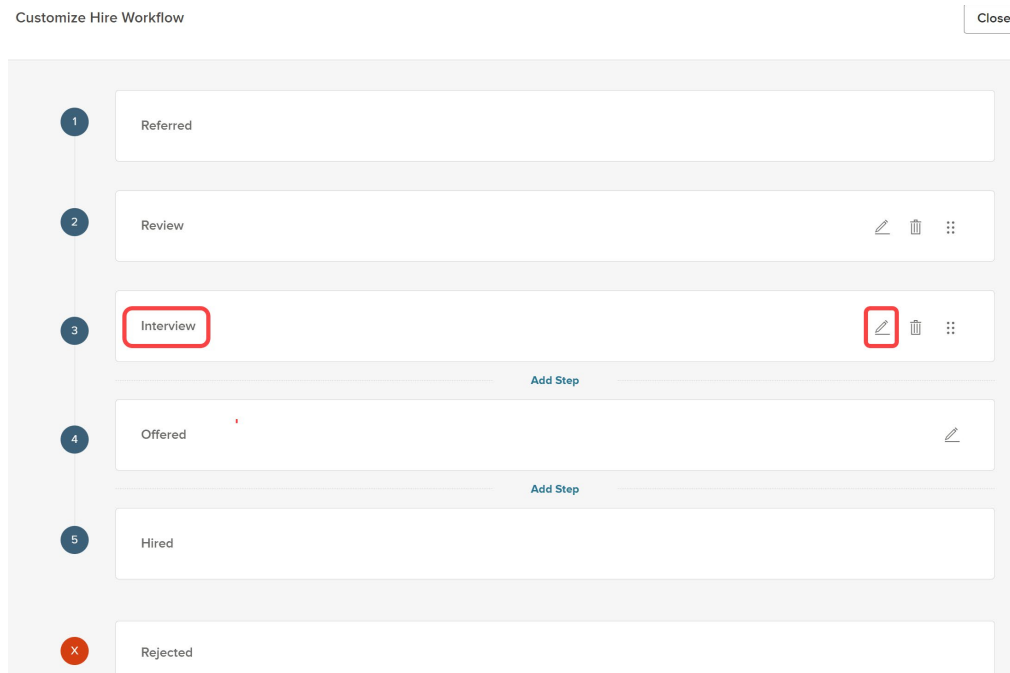 Customize Hire Workflow
Close
1
Referred
2
Review
3
Interview
Add Step
4
Offered
Add Step
5
Hired
X
Rejected